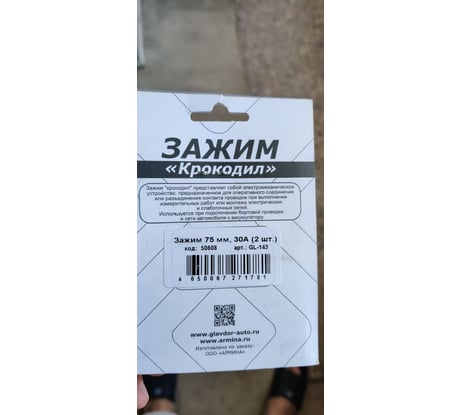 ЗАЖИМ
«Крокодил»
Зажим "крокодил" представляет собой электромеханическое
устройство, предназначенное для оперативного соединения
или разъединения контакта проводов при выполнении
измерительных работ или монтажа электрических
и слаботочных сетей.
Используется при подключении бортовой проводки
и сети автомобиля к аккумулятору.
Зажим 75 мм, 30А (2 шт.)
код: 50608 арт.: GL-143
4 650067 271781
www.glavdor-auto.ru
www.armina.ru
Изготовлено по заказу:
ООО «АРМИНА»